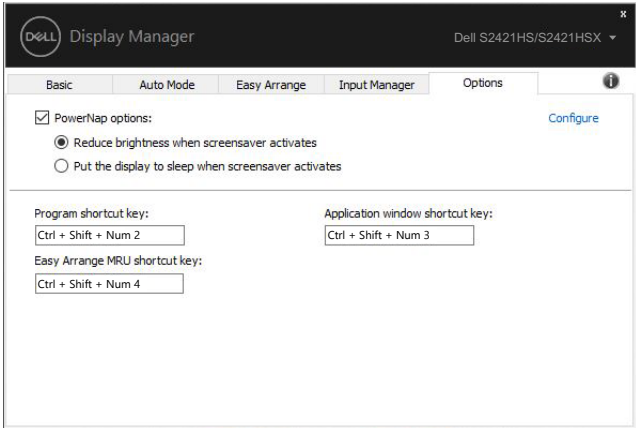 DELL Display Manager
x
Dell S2421HS/S2421HSX
Basic Auto Mode Easy Arrange Input Manager Options
PowerNap options: Configure
Reduce brightness when screensaver activates
Put the display to sleep when screensaver activates
Program shortcut key: Application window shortcut key:
Ctrl + Shift + Num 2 Ctrl + Shift + Num 3
Easy Arrange MRU shortcut key:
Ctrl + Shift + Num 4